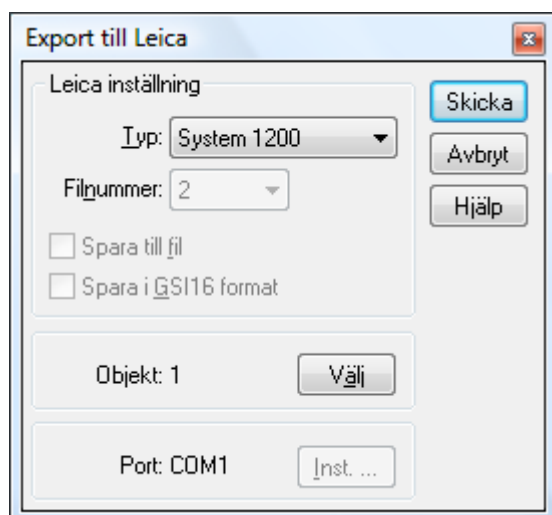 Export till Leica
Leica inställning
Typ: System 1200
Filnummer: 2
Spara till fil
Spara i GSI16 format
Objekt: 1 Välj
Port: COM1 Inst. ...
Skicka
Avbryt
Hjälp